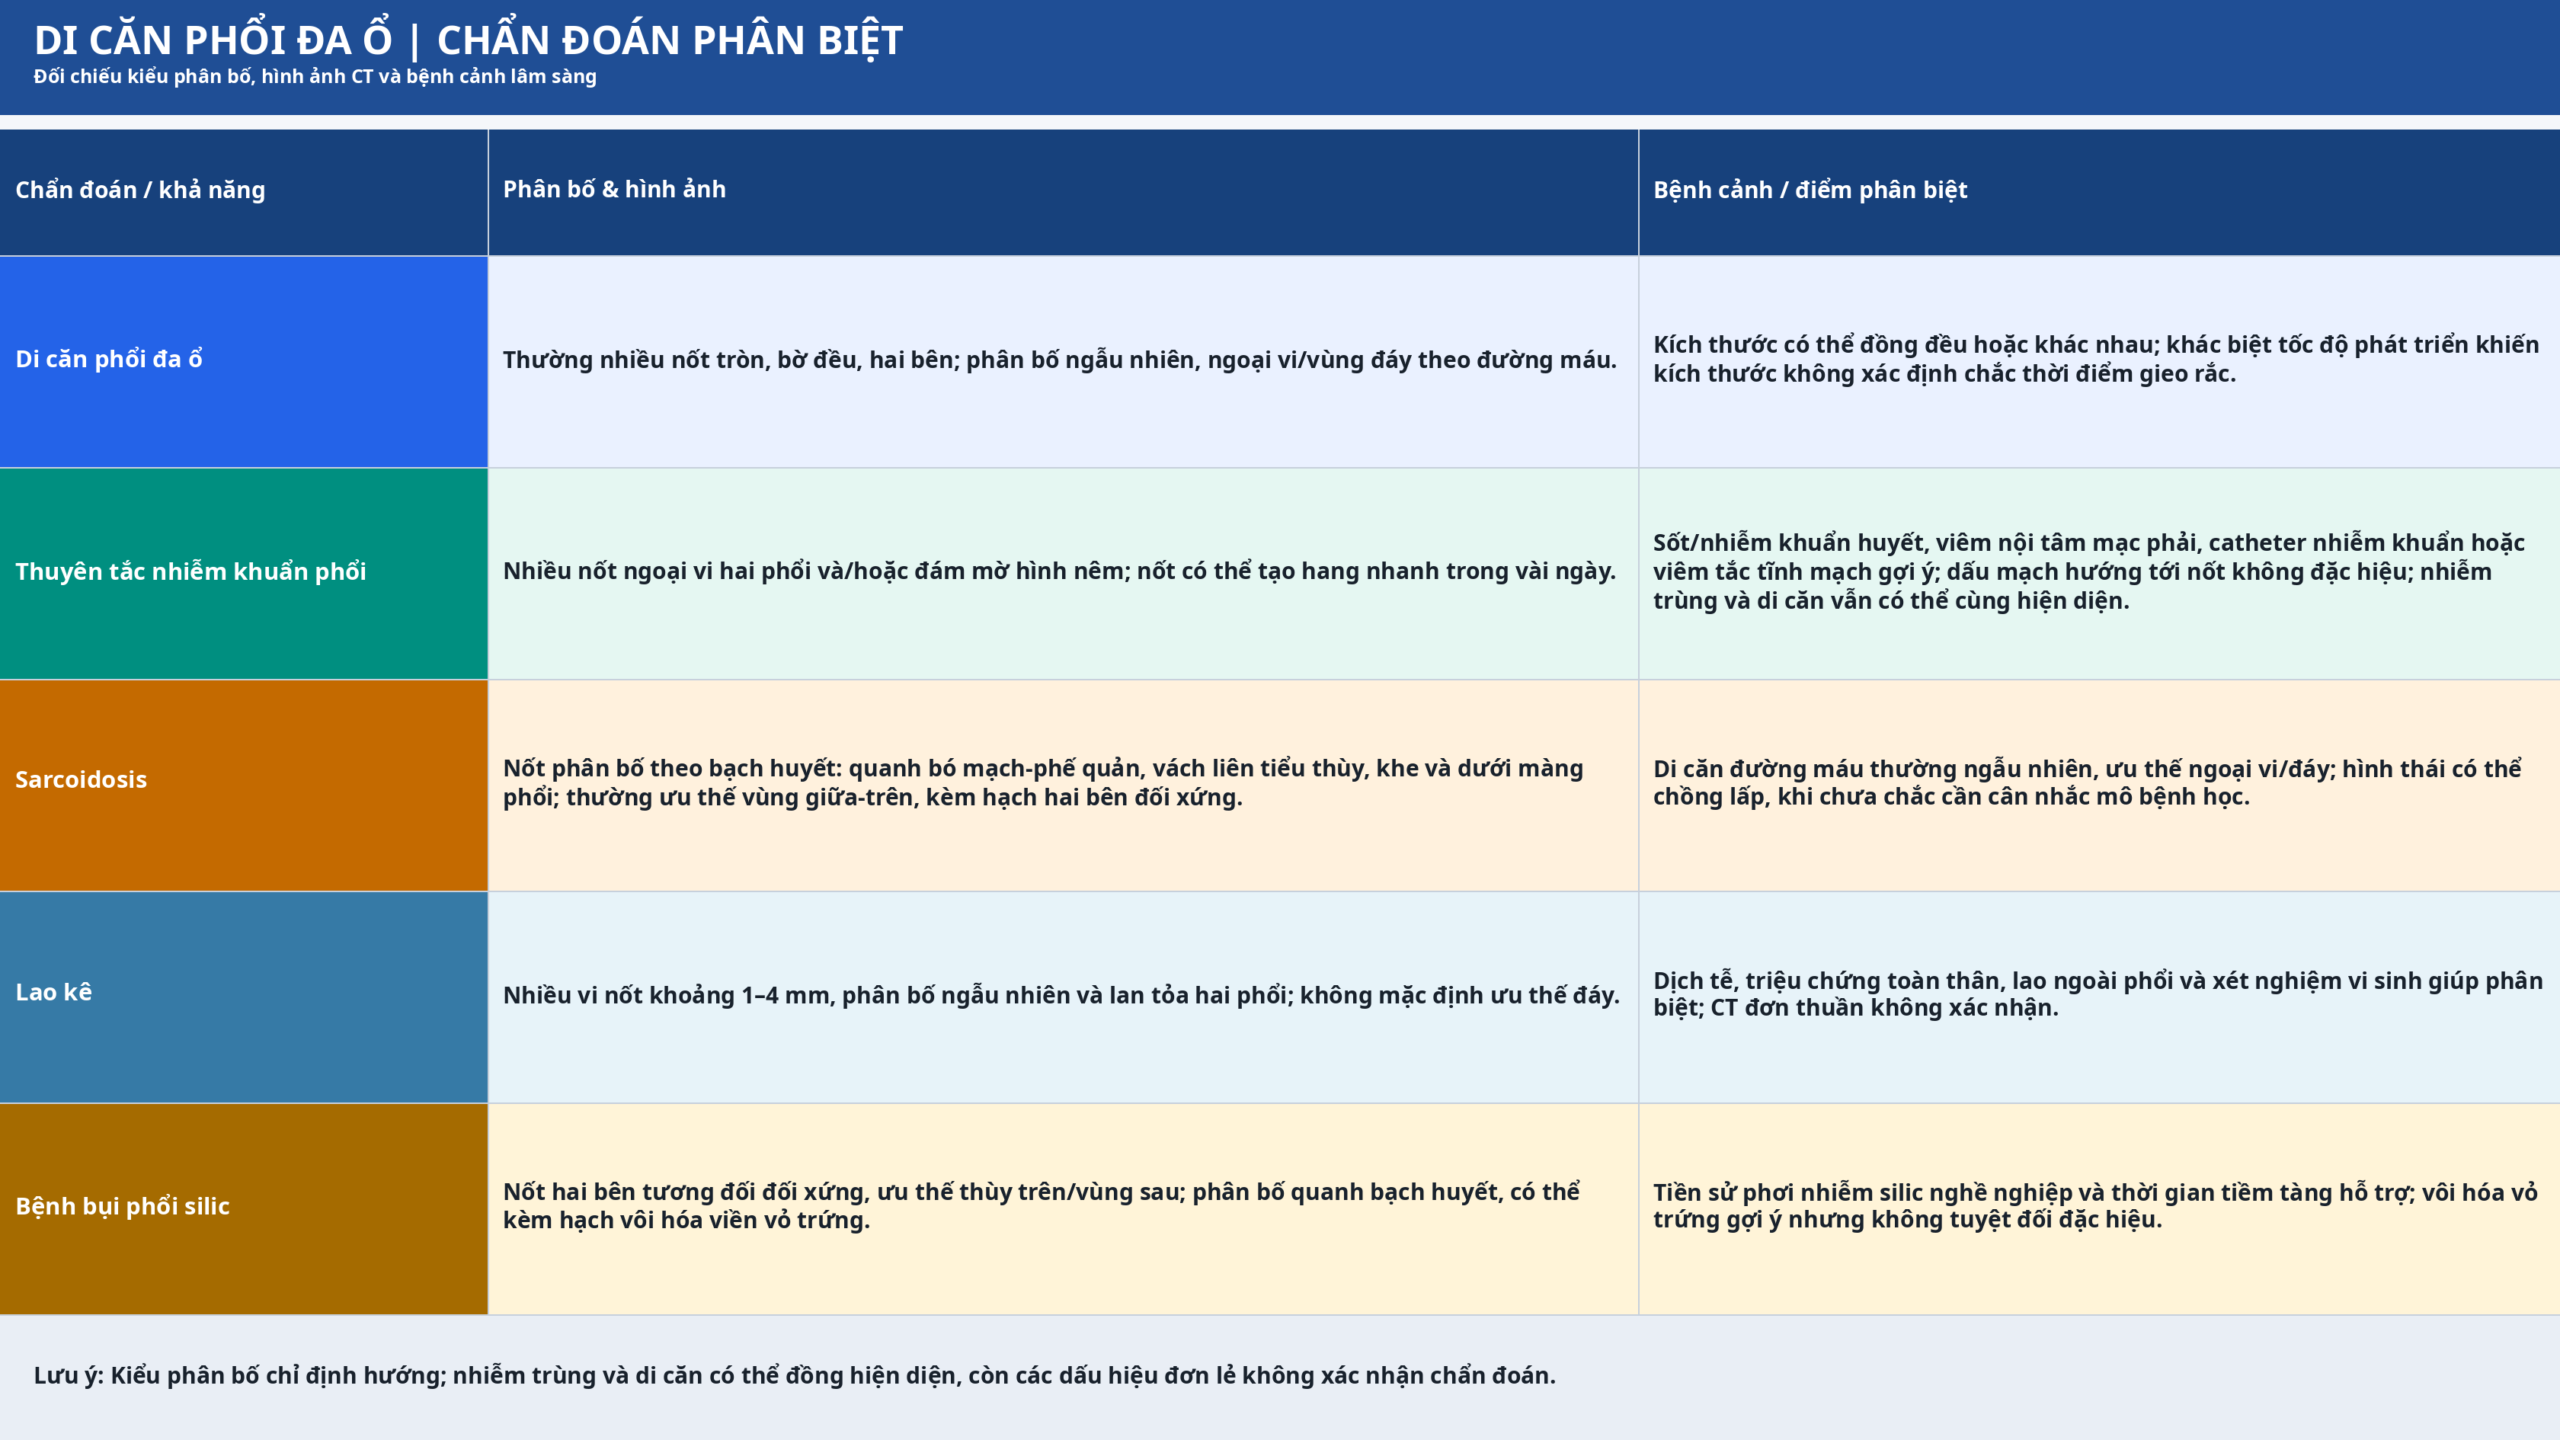 DI CĂN PHỔI ĐA Ổ | CHẨN ĐOÁN PHÂN BIỆT
Đối chiếu kiểu phân bố, hình ảnh CT và bệnh cảnh lâm sàng
Chẩn đoán / khả năng
Phân bố & hình ảnh
Bệnh cảnh / điểm phân biệt
Di căn phổi đa ổ
Thường nhiều nốt tròn, bờ đều, hai bên; phân bố ngẫu nhiên, ngoại vi/vùng đáy theo đường máu.
Kích thước có thể đồng đều hoặc khác nhau; khác biệt tốc độ phát triển khiến
kích thước không xác định chắc thời điểm gieo rắc.
Thuyên tắc nhiễm khuẩn phổi
Nhiều nốt ngoại vi hai phổi và/hoặc đám mờ hình nêm; nốt có thể tạo hang nhanh trong vài ngày.
Sốt/nhiễm khuẩn huyết, viêm nội tâm mạc phải, catheter nhiễm khuẩn hoặc
viêm tắc tĩnh mạch gợi ý; dấu mạch hướng tới nốt không đặc hiệu; nhiễm
trùng và di căn vẫn có thể cùng hiện diện.
Sarcoidosis
Nốt phân bố theo bạch huyết: quanh bó mạch-phế quản, vách liên tiểu thùy, khe và dưới màng
phổi; thường ưu thế vùng giữa-trên, kèm hạch hai bên đối xứng.
Di căn đường máu thường ngẫu nhiên, ưu thế ngoại vi/đáy; hình thái có thể
chồng lấp, khi chưa chắc cần cân nhắc mô bệnh học.
Lao kê
Nhiều vi nốt khoảng 1–4 mm, phân bố ngẫu nhiên và lan tỏa hai phổi; không mặc định ưu thế đáy.
Dịch tễ, triệu chứng toàn thân, lao ngoài phổi và xét nghiệm vi sinh giúp phân
biệt; CT đơn thuần không xác nhận.
Bệnh bụi phổi silic
Nốt hai bên tương đối đối xứng, ưu thế thùy trên/vùng sau; phân bố quanh bạch huyết, có thể
kèm hạch vôi hóa viền vỏ trứng.
Tiền sử phơi nhiễm silic nghề nghiệp và thời gian tiềm tàng hỗ trợ; vôi hóa vỏ
trứng gợi ý nhưng không tuyệt đối đặc hiệu.
Lưu ý: Kiểu phân bố chỉ định hướng; nhiễm trùng và di căn có thể đồng hiện diện, còn các dấu hiệu đơn lẻ không xác nhận chẩn đoán.